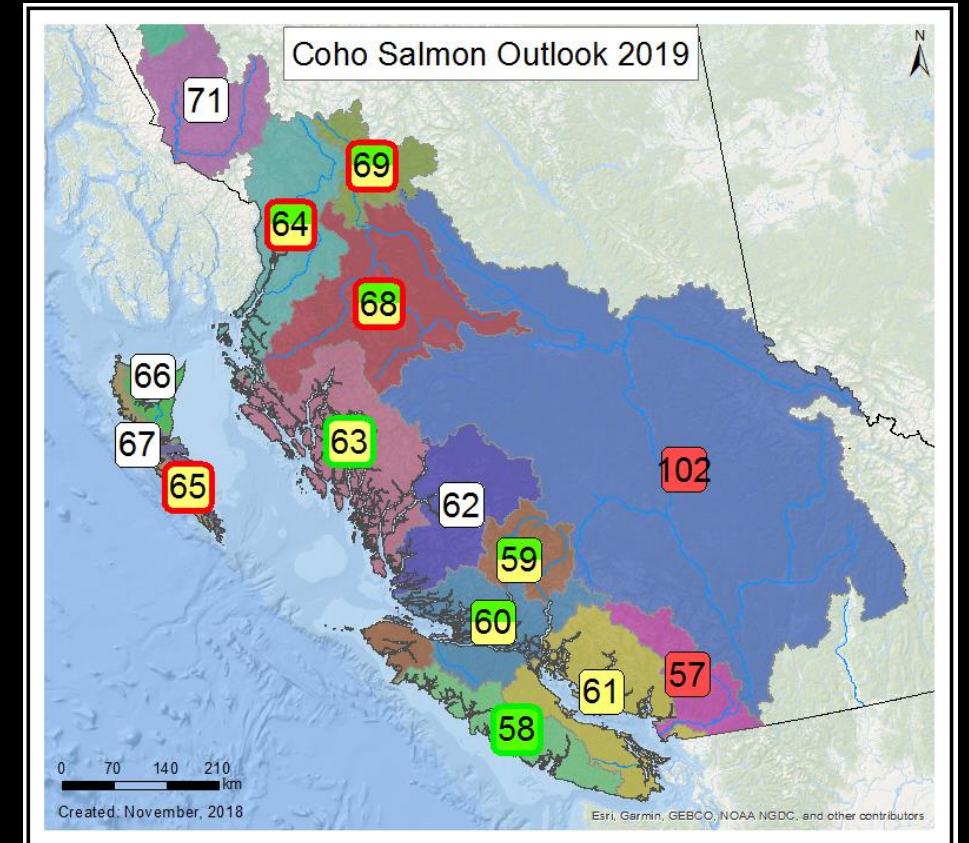 Coho Salmon Outlook 2019
N
71
69
64
68
66
67
63
65
102
62
59
60
57
61
58
0 70 140 210
km
Created: November, 2018
Esri, Garmin, GEBCO, NOAA NGDC, and other contributors